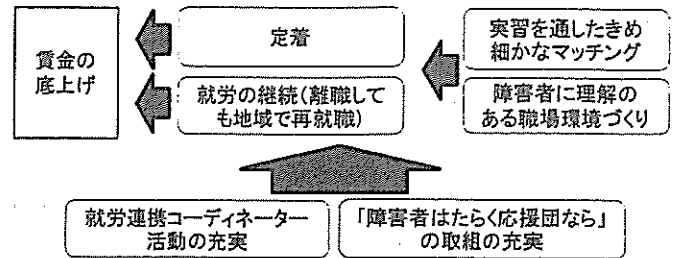 賃金の
底上げ
定着
就労の継続(離職して
も地域で再就職)
実習を通したきめ
細かなマッチング
障害者に理解の
ある職場環境づくり
就労連携コーディネーター
活動の充実
「障害者はたらく応援団なら」
の取組の充実